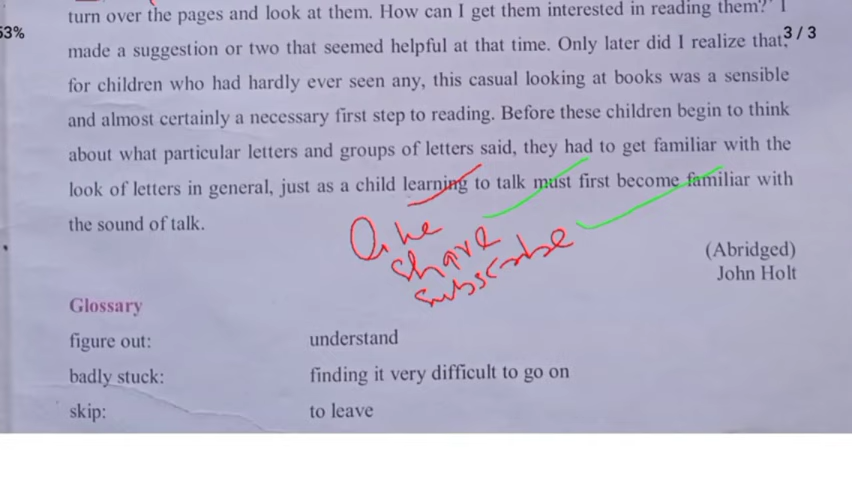 turn over the pages and look at them. How can I get them interested in reading them?' I
53%
made a suggestion or two that seemed helpful at that time. Only later did I realize that,
3 / 3
for children who had hardly ever seen any, this casual looking at books was a sensible
and almost certainly a necessary first step to reading. Before these children begin to think
about what particular letters and groups of letters said, they had to get familiar with the
look of letters in general, just as a child learning to talk must first become familiar with
the sound of talk.
share
subscribe
(Abridged)
John Holt
Glossary
figure out: understand
badly stuck: finding it very difficult to go on
skip: to leave